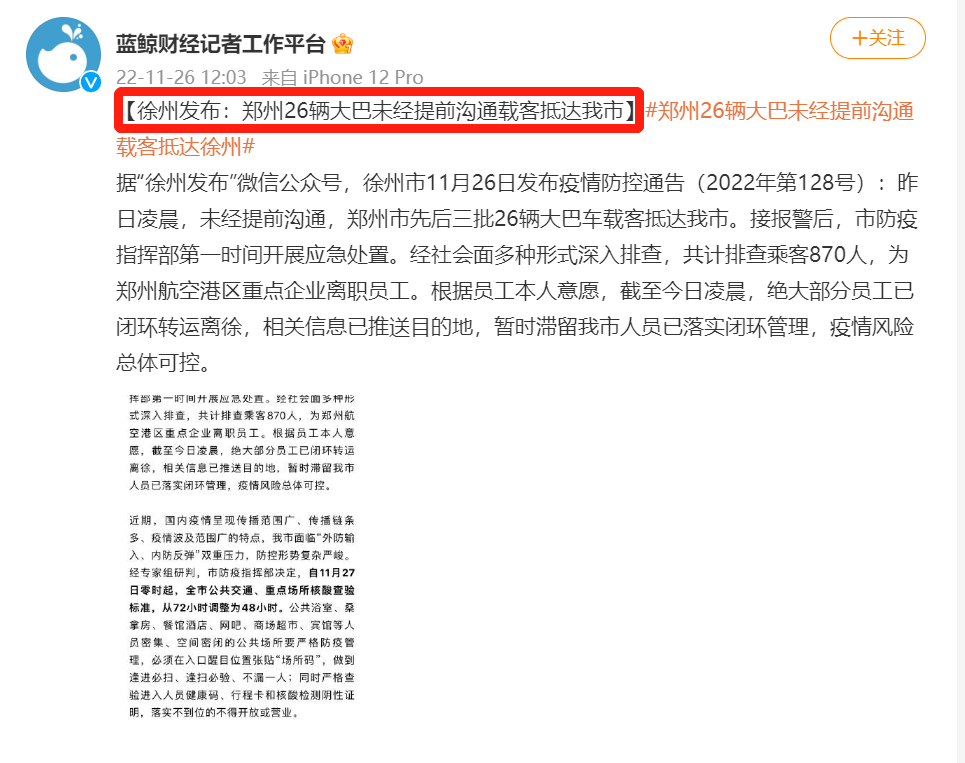 蓝鲸财经记者工作平台
+关注
22-11-26 12:03 来自 iPhone 12 Pro
【徐州发布：郑州26辆大巴未经提前沟通载客抵达我市】#郑州26辆大巴未经提前沟通
载客抵达徐州#
据“徐州发布”微信公众号，徐州市11月26日发布疫情防控通告（2022年第128号）：昨
日凌晨，未经提前沟通，郑州市先后三批26辆大巴车载客抵达我市。接报警后，市防疫
指挥部第一时间开展应急处置。经社会面多种形式深入排查，共计排查乘客870人，为
郑州航空港区重点企业离职员工。根据员工本人意愿，截至今日凌晨，绝大部分员工已
闭环转运离徐，相关信息已推送目的地，暂时滞留我市人员已落实闭环管理，疫情风险
总体可控。
挥部第一时间开展应急处置。经社会面多种形
式深入排查，共计排查乘客870人，为郑州航
空港区重点企业离职员工。根据员工本人意
愿，截至今日凌晨，绝大部分员工已闭环转运
离徐，相关信息已推送目的地，暂时滞留我市
人员已落实闭环管理，疫情风险总体可控。
近期，国内疫情呈现传播范围广、传播链条
多、疫情波及范围广的特点，我市面临“外防输
入、内防反弹”双重压力，防控形势复杂严峻。
经专家组研判，市防疫指挥部决定，自11月27
日零时起，全市公共交通、重点场所核酸查验
标准，从72小时调整为48小时。公共浴室、桑
拿房、餐馆酒店、网吧、商场超市、宾馆等人
员密集、空间密闭的公共场所要严格防疫管
理，必须在入口醒目位置张贴“场所码”，做到
逢进必扫、逢扫必验、不漏一人；同时严格查
验进入人员健康码、行程卡和核酸检测阴性证
明，落实不到位的不得开放或营业。